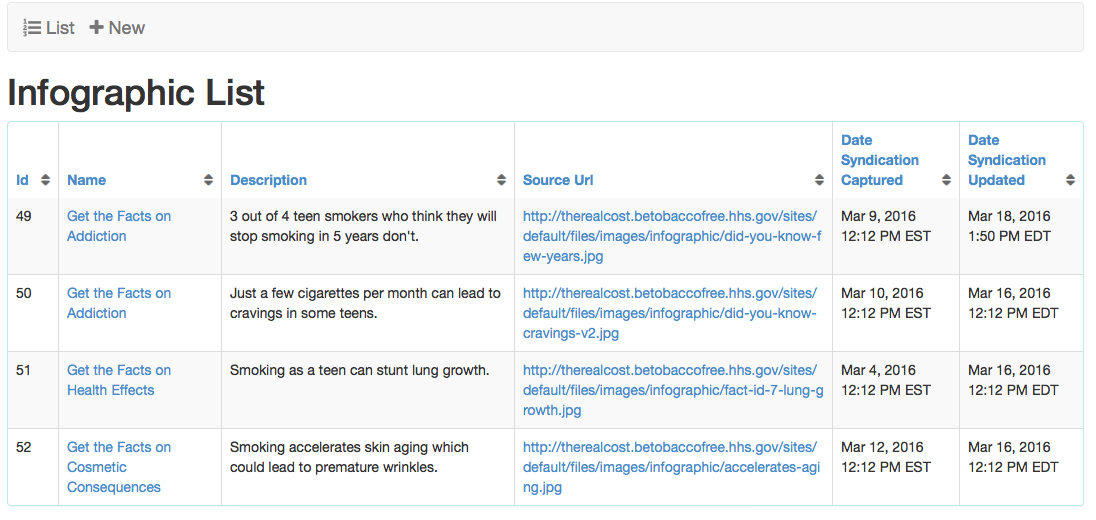 List New
Infographic List
Id Name Description Source Url Date Syndication Captured Date Syndication Updated
49 Get the Facts on Addiction 3 out of 4 teen smokers who think they will stop smoking in 5 years don't. http://therealcost.betobaccofree.hhs.gov/sites/default/files/images/infographic/did-you-know-few-years.jpg Mar 9, 2016 12:12 PM EST Mar 18, 2016 1:50 PM EDT
50 Get the Facts on Addiction Just a few cigarettes per month can lead to cravings in some teens. http://therealcost.betobaccofree.hhs.gov/sites/default/files/images/infographic/did-you-know-cravings-v2.jpg Mar 10, 2016 12:12 PM EST Mar 16, 2016 12:12 PM EDT
51 Get the Facts on Health Effects Smoking as a teen can stunt lung growth. http://therealcost.betobaccofree.hhs.gov/sites/default/files/images/infographic/fact-id-7-lung-growth.jpg Mar 4, 2016 12:12 PM EST Mar 16, 2016 12:12 PM EDT
52 Get the Facts on Cosmetic Consequences Smoking accelerates skin aging which could lead to premature wrinkles. http://therealcost.betobaccofree.hhs.gov/sites/default/files/images/infographic/accelerates-aging.jpg Mar 12, 2016 12:12 PM EST Mar 16, 2016 12:12 PM EDT